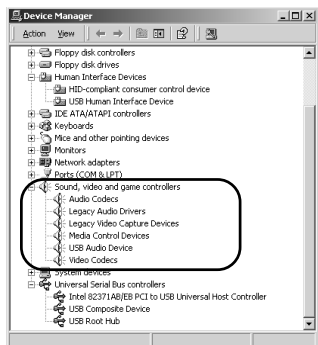 Device Manager
Action View
Floppy disk controllers
Floppy disk drives
Human Interface Devices
HID-compliant consumer control device
USB Human Interface Device
IDE ATA/ATAPI controllers
Keyboards
Mice and other pointing devices
Monitors
Network adapters
Ports (COM & LPT)
Sound, video and game controllers
Audio Codecs
Legacy Audio Drivers
Legacy Video Capture Devices
Media Control Devices
USB Audio Device
Video Codecs
System devices
Universal Serial Bus controllers
Intel 82371AB/EB PCI to USB Universal Host Controller
USB Composite Device
USB Root Hub